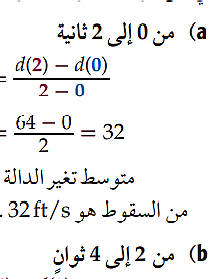 (a من 0 إلى 2 ثانية
= d(2) − d(0) / 2 − 0
= 64 − 0 / 2 = 32
متوسط تغير الدالة
من السقوط هو 32 ft/s.
(b من 2 إلى 4 ثوانٍ